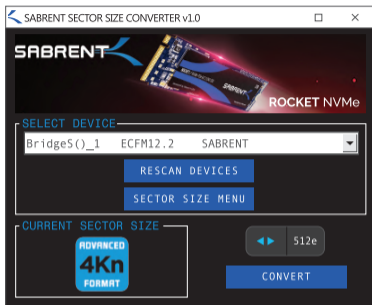 SABRENT SECTOR SIZE CONVERTER v1.0
SABRENT
SABRENT
ROCKET NVMe
SELECT DEVICE
BridgeS()_1 ECFM12.2 SABRENT
RESCAN DEVICES
SECTOR SIZE MENU
CURRENT SECTOR SIZE
ADVANCED
4Kn
FORMAT
512e
CONVERT